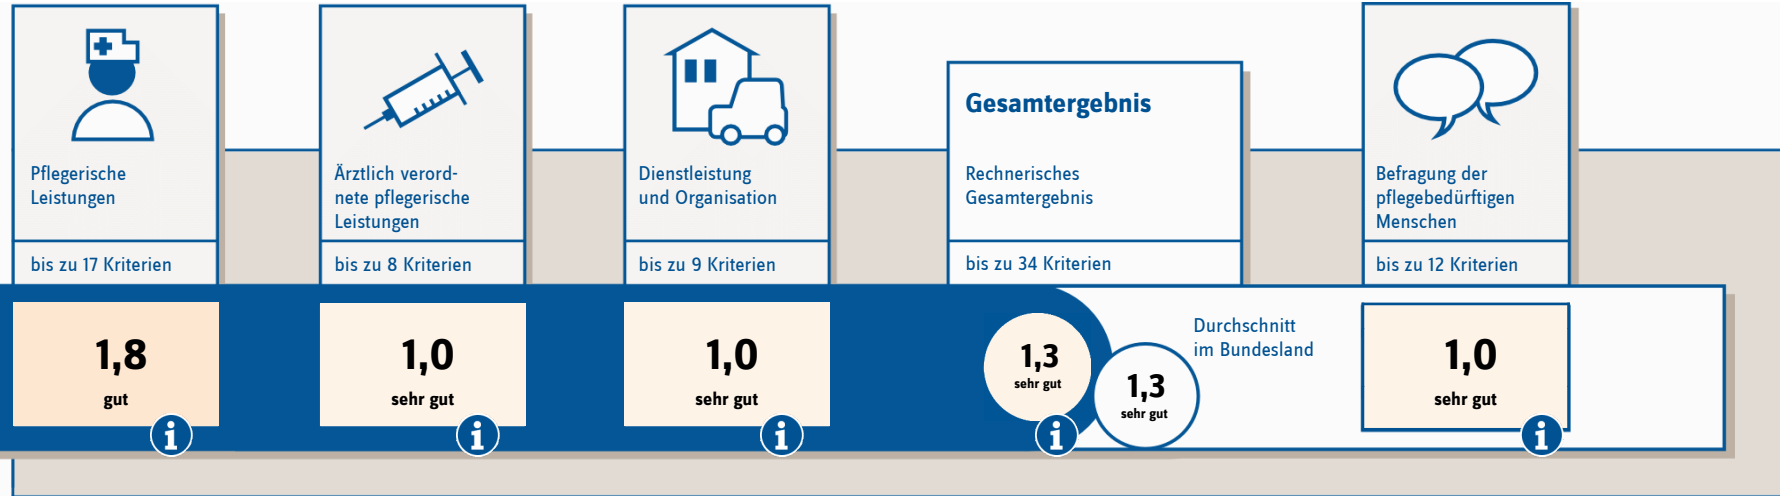 Pflegerische
Leistungen
bis zu 17 Kriterien
1,8
gut
i
Ärztlich verord-
nete pflegerische
Leistungen
bis zu 8 Kriterien
1,0
sehr gut
i
Dienstleistung
und Organisation
bis zu 9 Kriterien
1,0
sehr gut
i
Gesamtergebnis
Rechnerisches
Gesamtergebnis
bis zu 34 Kriterien
1,3
sehr gut
i
Durchschnitt
im Bundesland
1,3
sehr gut
Befragung der
pflegebedürftigen
Menschen
bis zu 12 Kriterien
1,0
sehr gut
i